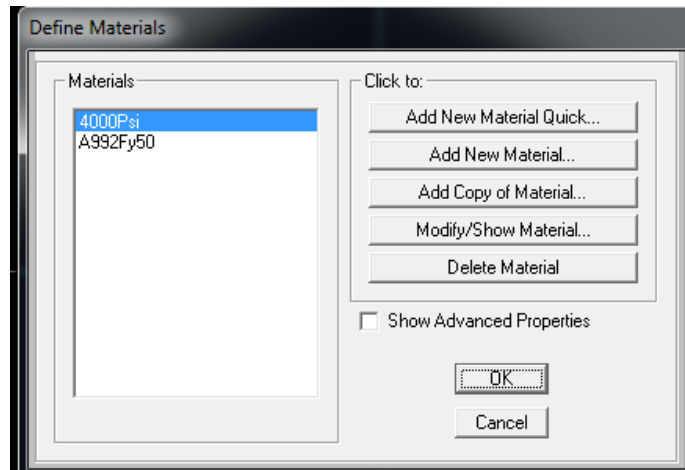 Define Materials
Materials
4000Psi
A992Fy50
Click to:
Add New Material Quick...
Add New Material...
Add Copy of Material...
Modify/Show Material...
Delete Material
Show Advanced Properties
OK
Cancel